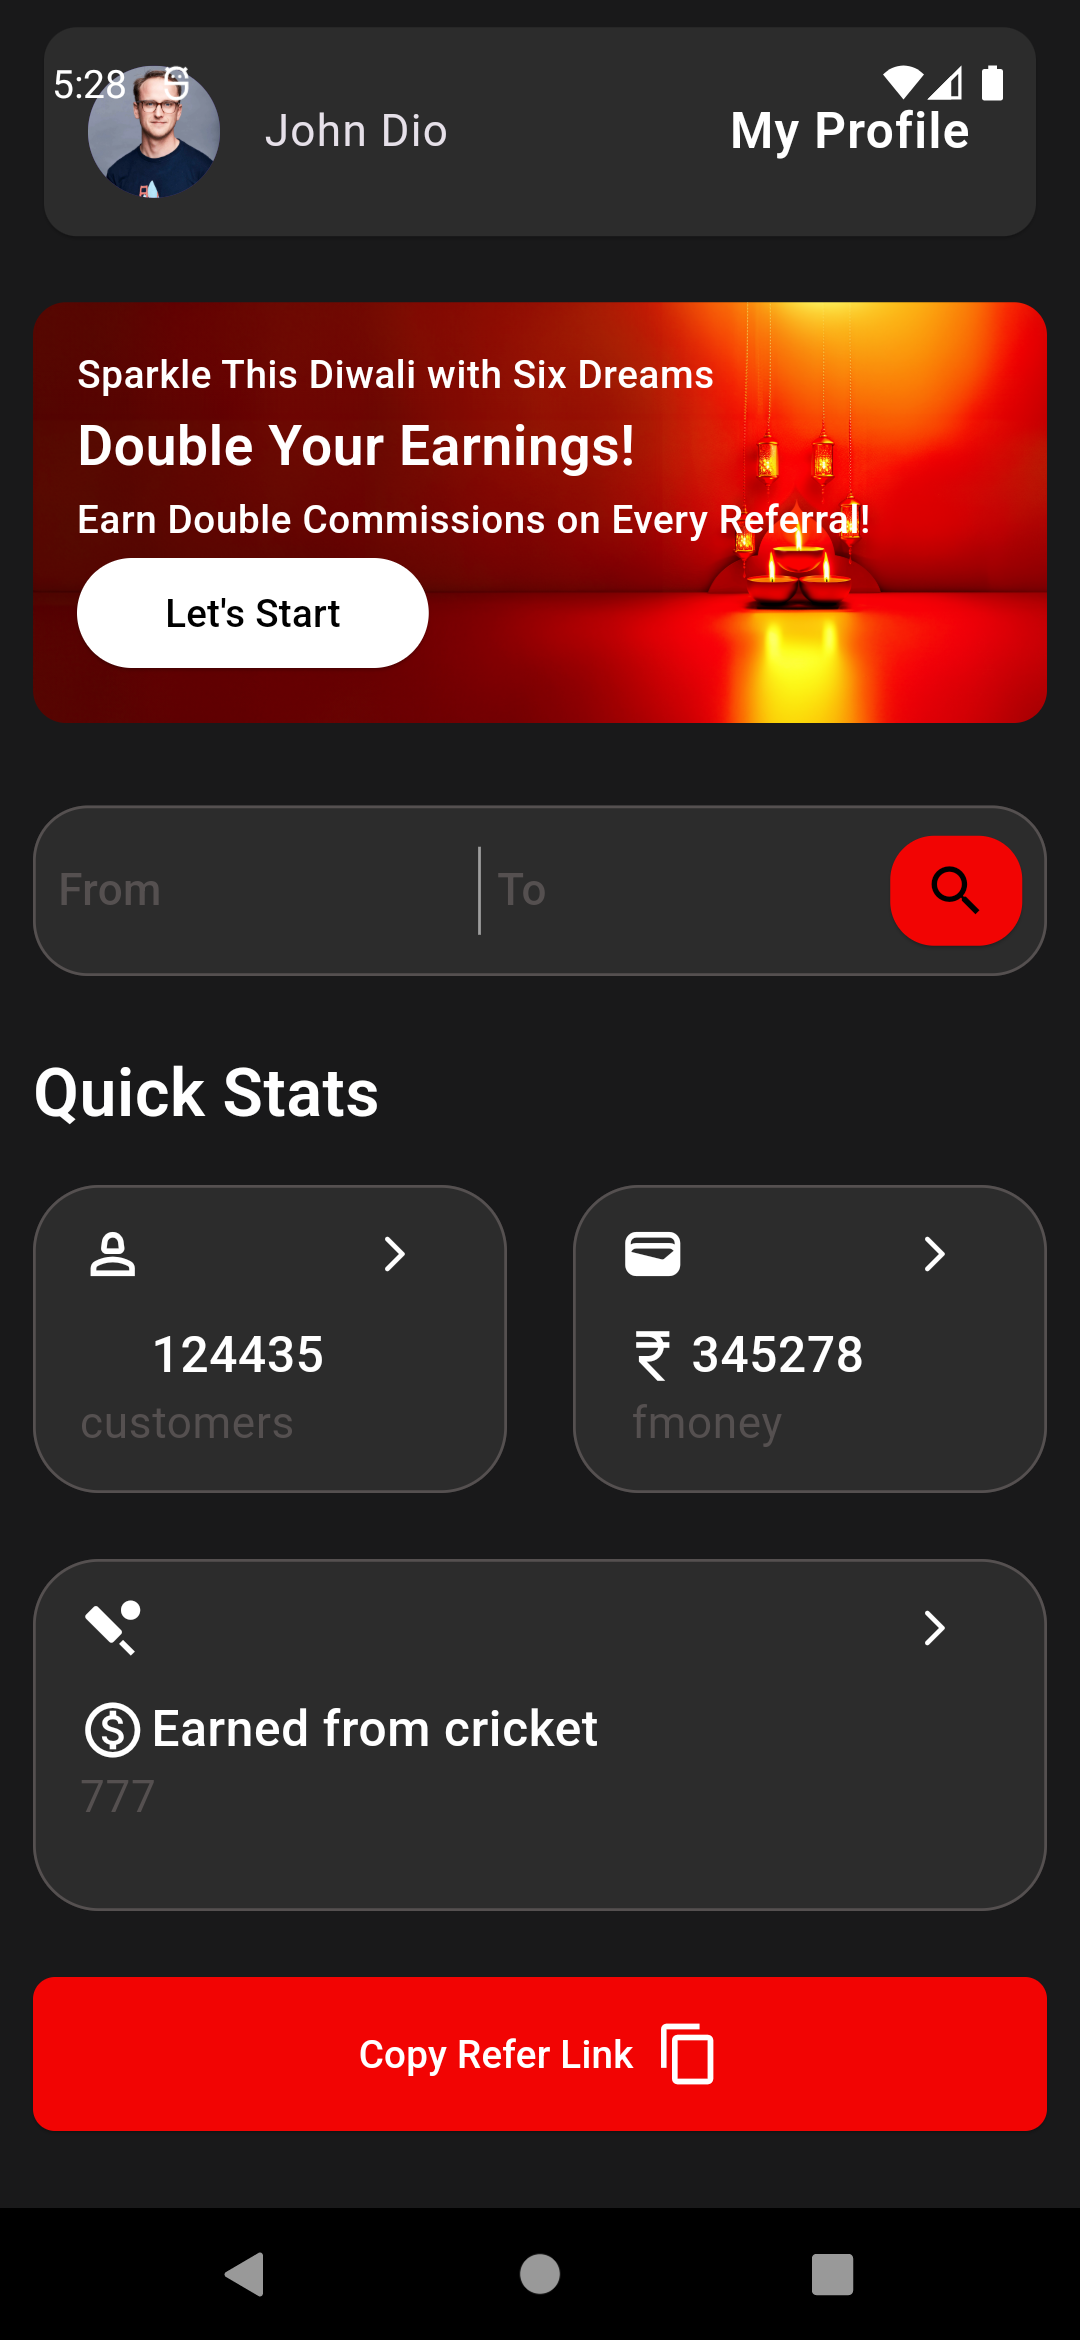 5:28
John Dio
My Profile
Sparkle This Diwali with Six Dreams
Double Your Earnings!
Earn Double Commissions on Every Referral!
Let's Start
From
To
Quick Stats
124435
customers
₹ 345278
fmoney
Earned from cricket
777
Copy Refer Link